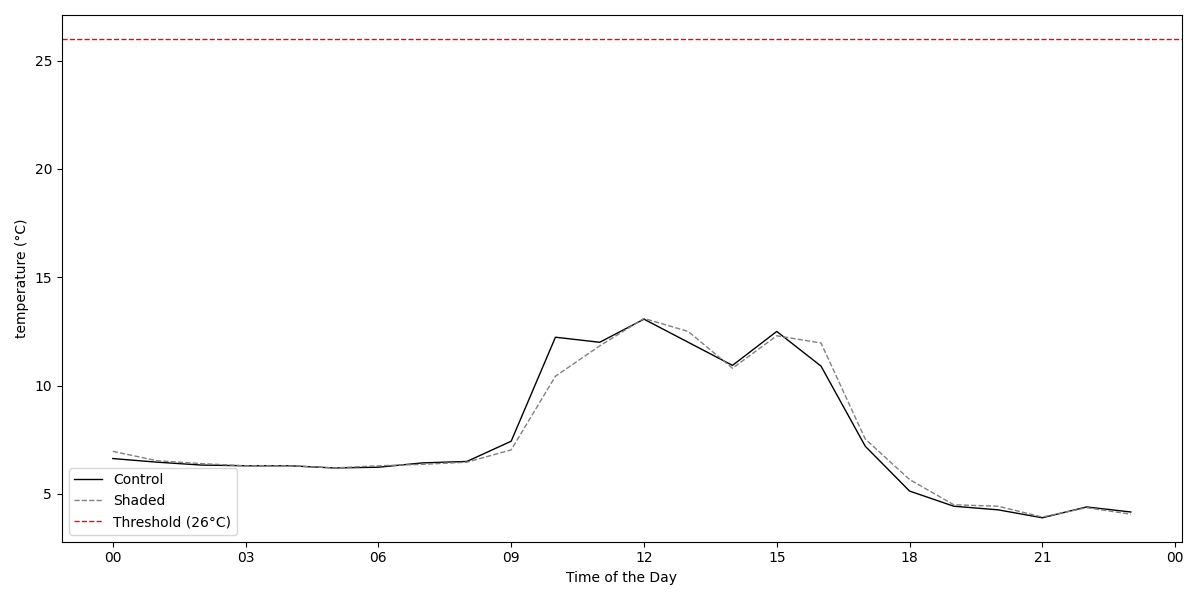 25
20
15
10
5
temperature (°C)
Control
Shaded
Threshold (26°C)
00 03 06 09 12 15 18 21 00
Time of the Day